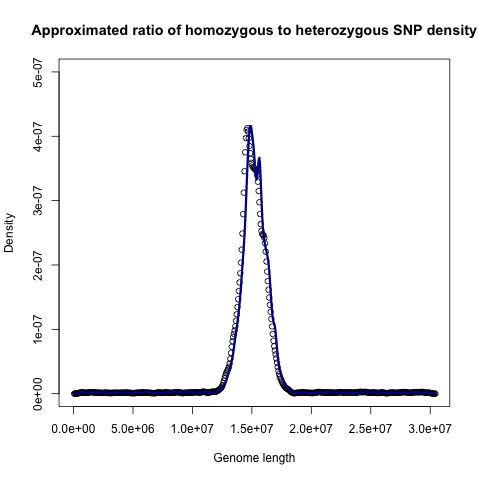 Approximated ratio of homozygous to heterozygous SNP density
5e-07
4e-07
3e-07
2e-07
1e-07
0e+00
Density
0.0e+00 5.0e+06 1.0e+07 1.5e+07 2.0e+07 2.5e+07 3.0e+07
Genome length